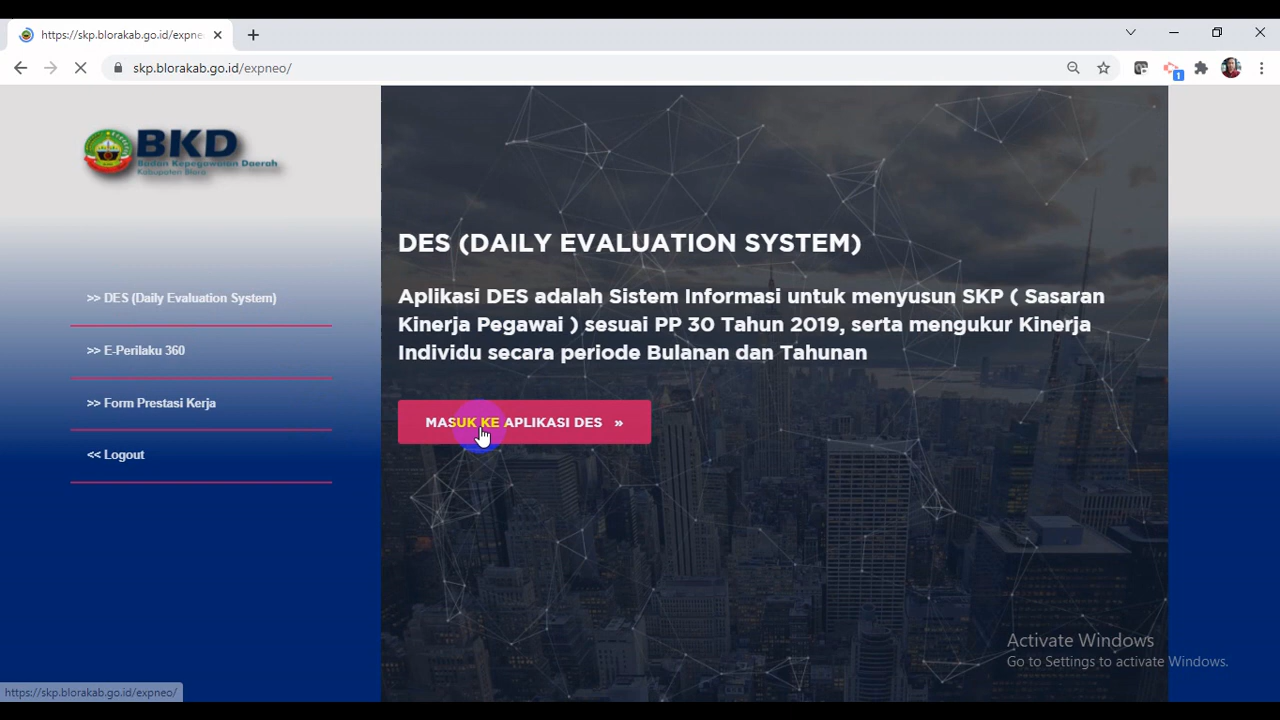 https://skp.blorakab.go.id/expne
skp.blorakab.go.id/expneo/
1
BKD
Badan Kepegawaian Daerah
Kabupaten Blora
>> DES (Daily Evaluation System)
>> E-Perilaku 360
>> Form Prestasi Kerja
<< Logout
DES (DAILY EVALUATION SYSTEM)
Aplikasi DES adalah Sistem Informasi untuk menyusun SKP ( Sasaran
Kinerja Pegawai ) sesuai PP 30 Tahun 2019, serta mengukur Kinerja
Individu secara periode Bulanan dan Tahunan
MASUK KE APLIKASI DES »
Activate Windows
Go to Settings to activate Windows.
https://skp.blorakab.go.id/expneo/